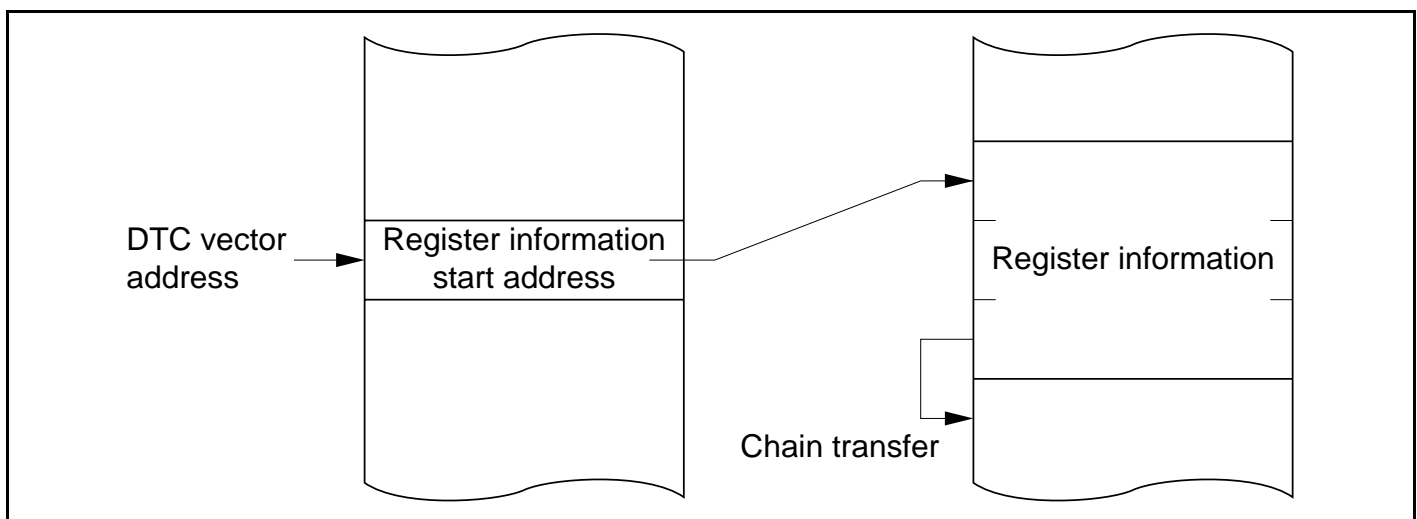 DTC vector
address
Register information
start address
Register information
Chain transfer